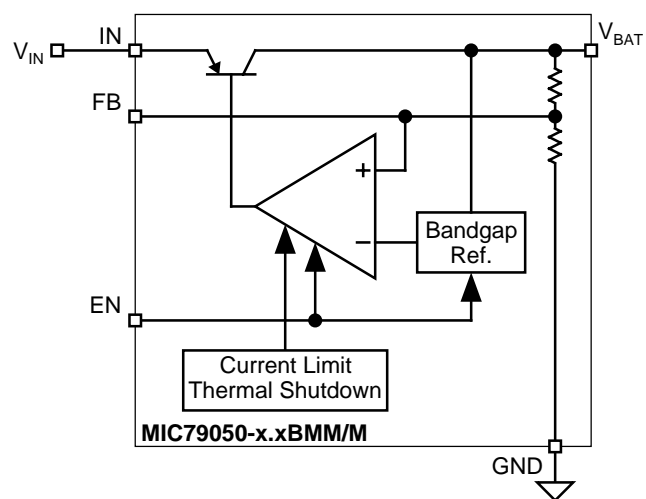 IN
V_IN
V_BAT
FB
+
–
Bandgap
Ref.
EN
Current Limit
Thermal Shutdown
MIC79050-x.xBMM/M
GND